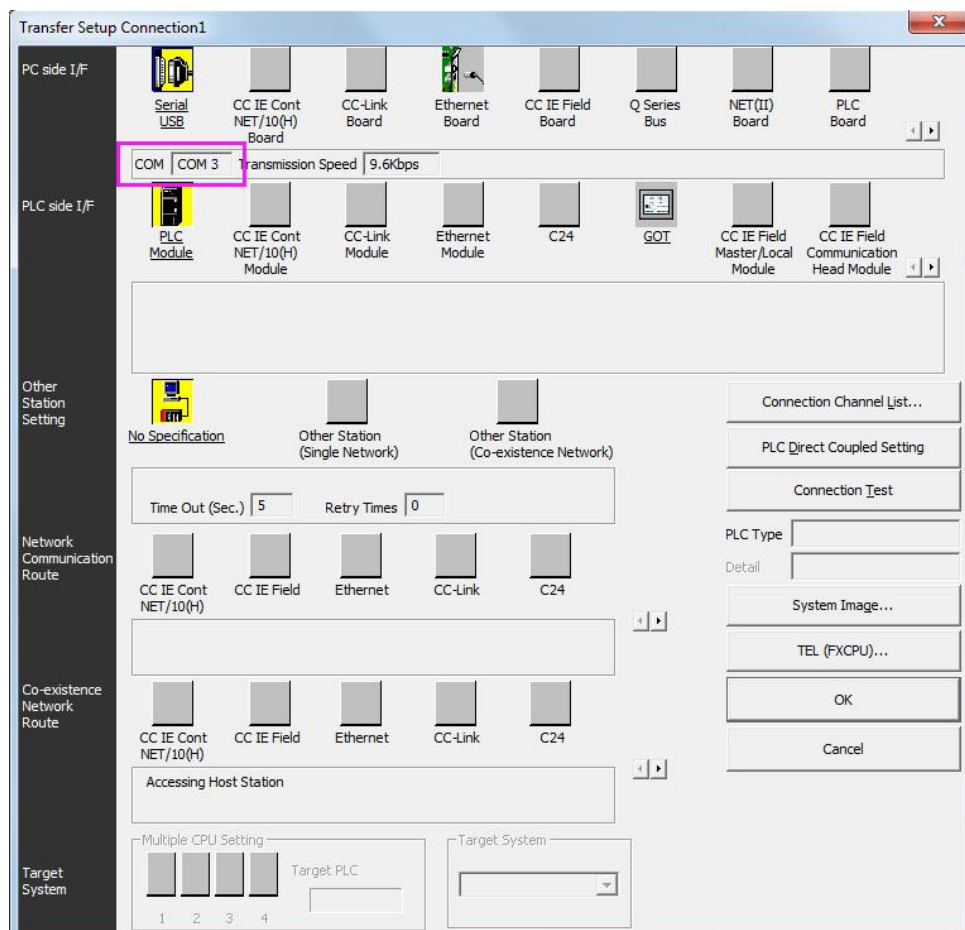 Transfer Setup Connection1
PC side I/F
Serial
USB
CC IE Cont
NET/10(H)
Board
CC-Link
Board
Ethernet
Board
CC IE Field
Board
Q Series
Bus
NET(II)
Board
PLC
Board
COM COM 3 Transmission Speed 9.6Kbps
PLC side I/F
PLC
Module
CC IE Cont
NET/10(H)
Module
CC-Link
Module
Ethernet
Module
C24
GOT
CC IE Field
Master/Local
Module
CC IE Field
Communication
Head Module
Other
Station
Setting
No Specification
Other Station
(Single Network)
Other Station
(Co-existence Network)
Time Out (Sec.) 5 Retry Times 0
Connection Channel List...
PLC Direct Coupled Setting
Connection Test
PLC Type
Detail
System Image...
TEL (FXCPU)...
OK
Cancel
Network
Communication
Route
CC IE Cont
NET/10(H)
CC IE Field
Ethernet
CC-Link
C24
Co-existence
Network
Route
CC IE Cont
NET/10(H)
CC IE Field
Ethernet
CC-Link
C24
Accessing Host Station
Target
System
Multiple CPU Setting
Target PLC
1 2 3 4
Target System